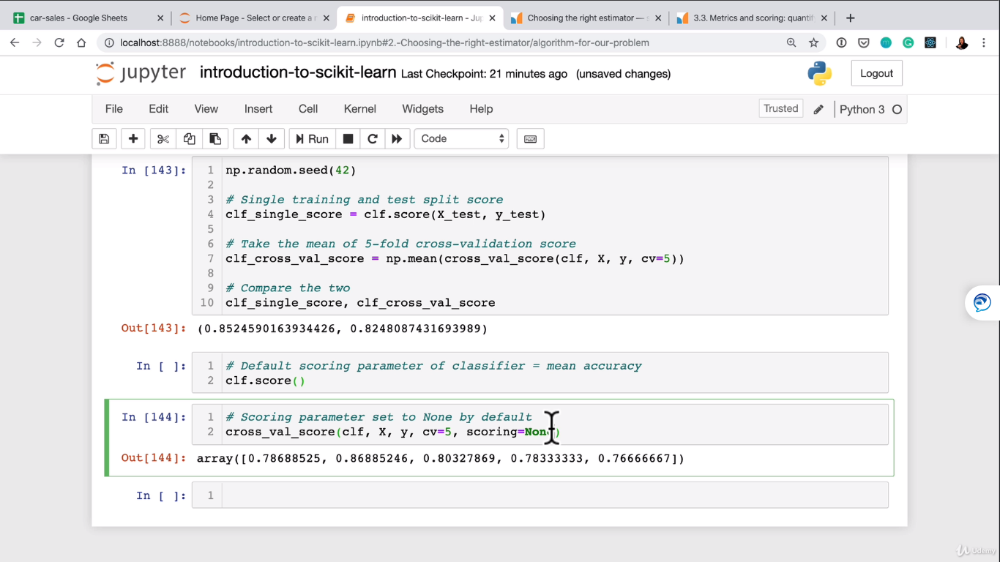 car-sales - Google Sheets
Home Page - Select or create a n
introduction-to-scikit-learn - Jup
Choosing the right estimator — s
3.3. Metrics and scoring: quantif
localhost:8888/notebooks/introduction-to-scikit-learn.ipynb#2.-Choosing-the-right-estimator/algorithm-for-our-problem
jupyter introduction-to-scikit-learn Last Checkpoint: 21 minutes ago (unsaved changes)
Logout
File Edit View Insert Cell Kernel Widgets Help
Trusted
Python 3
Run
Code
In [143]:
1 np.random.seed(42)
2
3 # Single training and test split score
4 clf_single_score = clf.score(X_test, y_test)
5
6 # Take the mean of 5-fold cross-validation score
7 clf_cross_val_score = np.mean(cross_val_score(clf, X, y, cv=5))
8
9 # Compare the two
10 clf_single_score, clf_cross_val_score
Out[143]: (0.8524590163934426, 0.8248087431693989)
In [ ]:
1 # Default scoring parameter of classifier = mean accuracy
2 clf.score()
In [144]:
1 # Scoring parameter set to None by default
2 cross_val_score(clf, X, y, cv=5, scoring=None)
Out[144]: array([0.78688525, 0.86885246, 0.80327869, 0.78333333, 0.76666667])
In [ ]:
1
Udemy